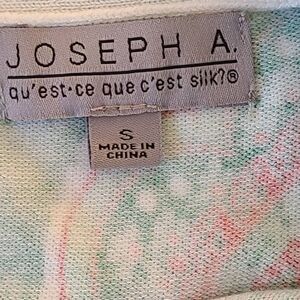 JOSEPH A.
qu'est·ce que c'est silk?®
S
MADE IN
CHINA